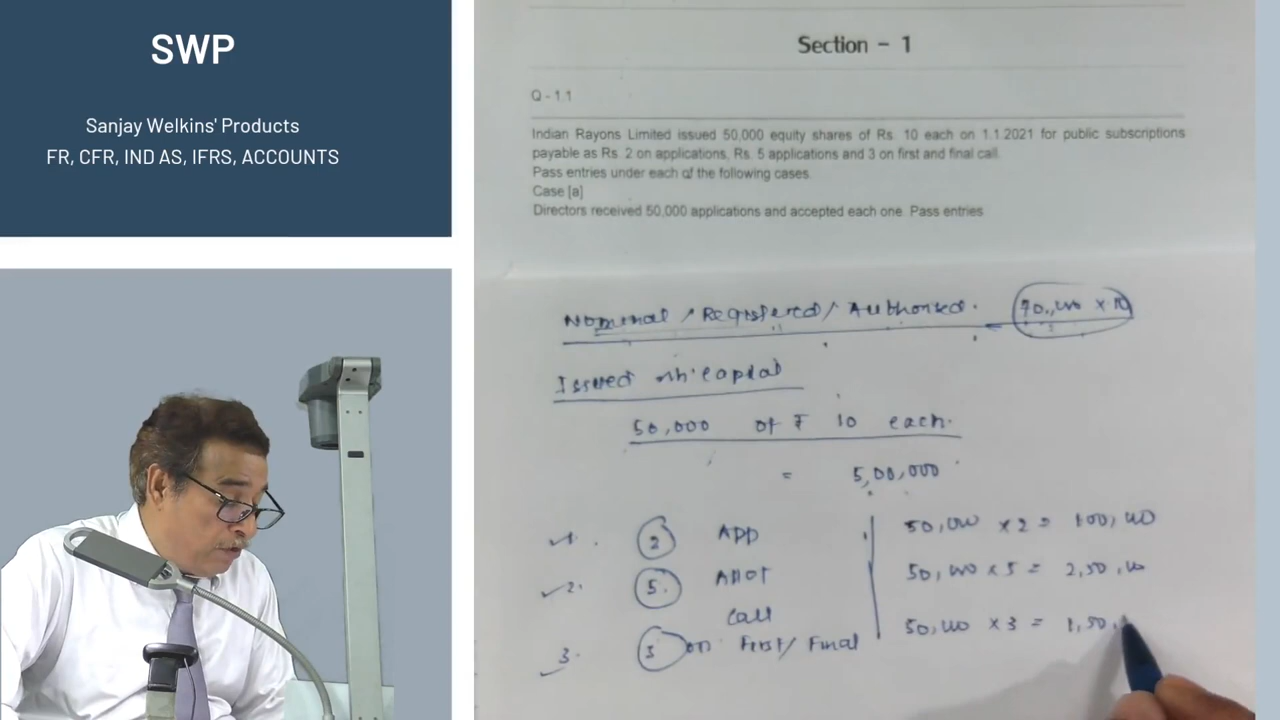 SWP
Sanjay Welkins' Products
FR, CFR, IND AS, IFRS, ACCOUNTS
Section - 1
Q - 1.1
Indian Rayons Limited issued 50,000 equity shares of Rs. 10 each on 1.1.2021 for public subscriptions
payable as Rs. 2 on applications, Rs. 5 applications and 3 on first and final call.
Pass entries under each of the following cases.
Case [a]
Directors received 50,000 applications and accepted each one. Pass entries
Nominal / Registered / Authorised. 70,000 x 10
Issued sh. capital
50,000 of ₹ 10 each.
= 5,00,000
1. 2 APP 50,000 x 2 = 100,000
2. 5. Allot 50,000 x 5 = 2,50,00
Call
3. 3 on First / Final 50,000 x 3 = 1,50,